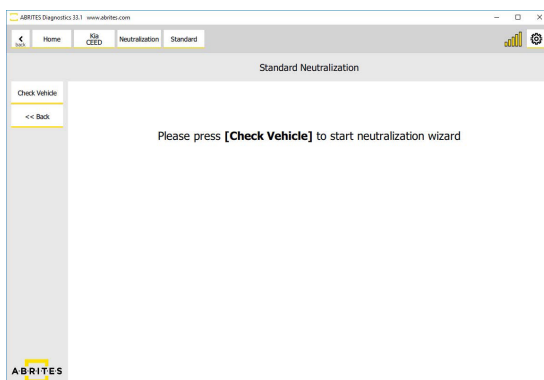 ABRITES Diagnostics 33.1 www.abrites.com
back
Home
Kia
CEED
Neutralization
Standard
Standard Neutralization
Check Vehicle
<< Back
Please press [Check Vehicle] to start neutralization wizard
ABRITES